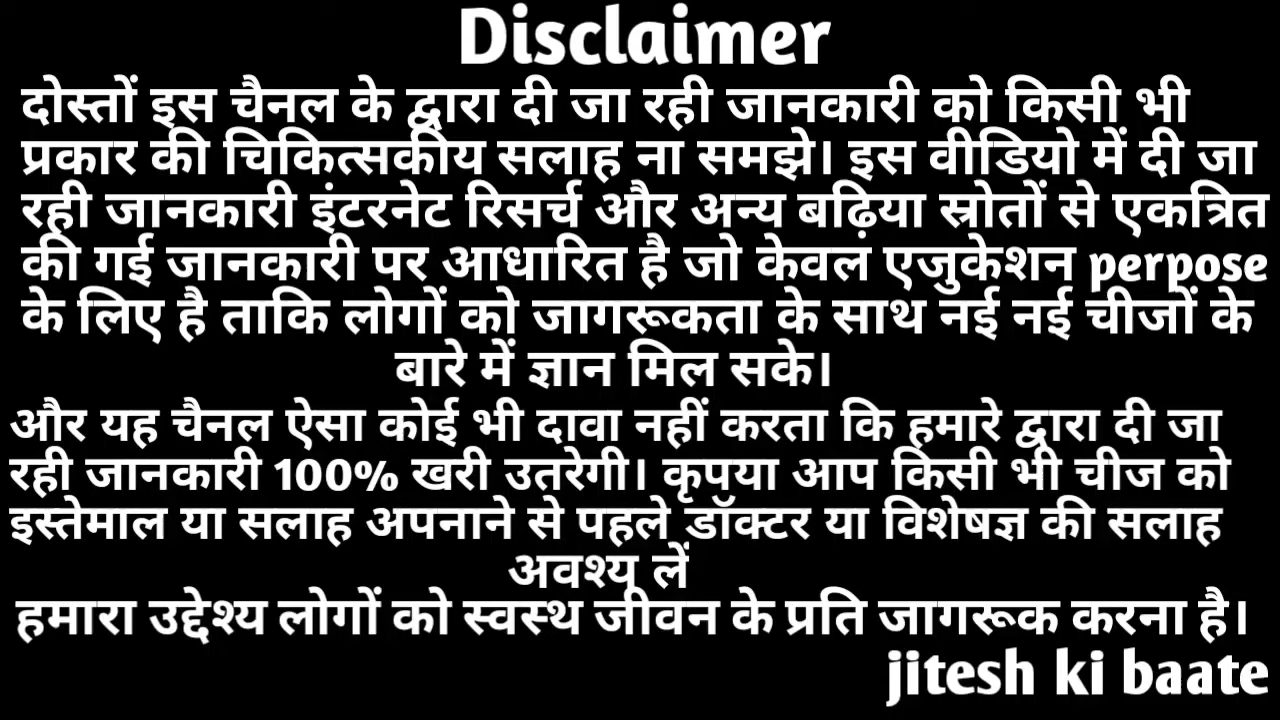 Disclaimer
दोस्तों इस चैनल के द्वारा दी जा रही जानकारी को किसी भी
प्रकार की चिकित्सकीय सलाह ना समझे। इस वीडियो में दी जा
रही जानकारी इंटरनेट रिसर्च और अन्य बढ़िया स्रोतों से एकत्रित
की गई जानकारी पर आधारित है जो केवल एजुकेशन perpose
के लिए है ताकि लोगों को जागरूकता के साथ नई नई चीजों के
बारे में ज्ञान मिल सके।
और यह चैनल ऐसा कोई भी दावा नहीं करता कि हमारे द्वारा दी जा
रही जानकारी 100% खरी उतरेगी। कृपया आप किसी भी चीज को
इस्तेमाल या सलाह अपनाने से पहले डॉक्टर या विशेषज्ञ की सलाह
अवश्य लें
हमारा उद्देश्य लोगों को स्वस्थ जीवन के प्रति जागरूक करना है।
jitesh ki baate